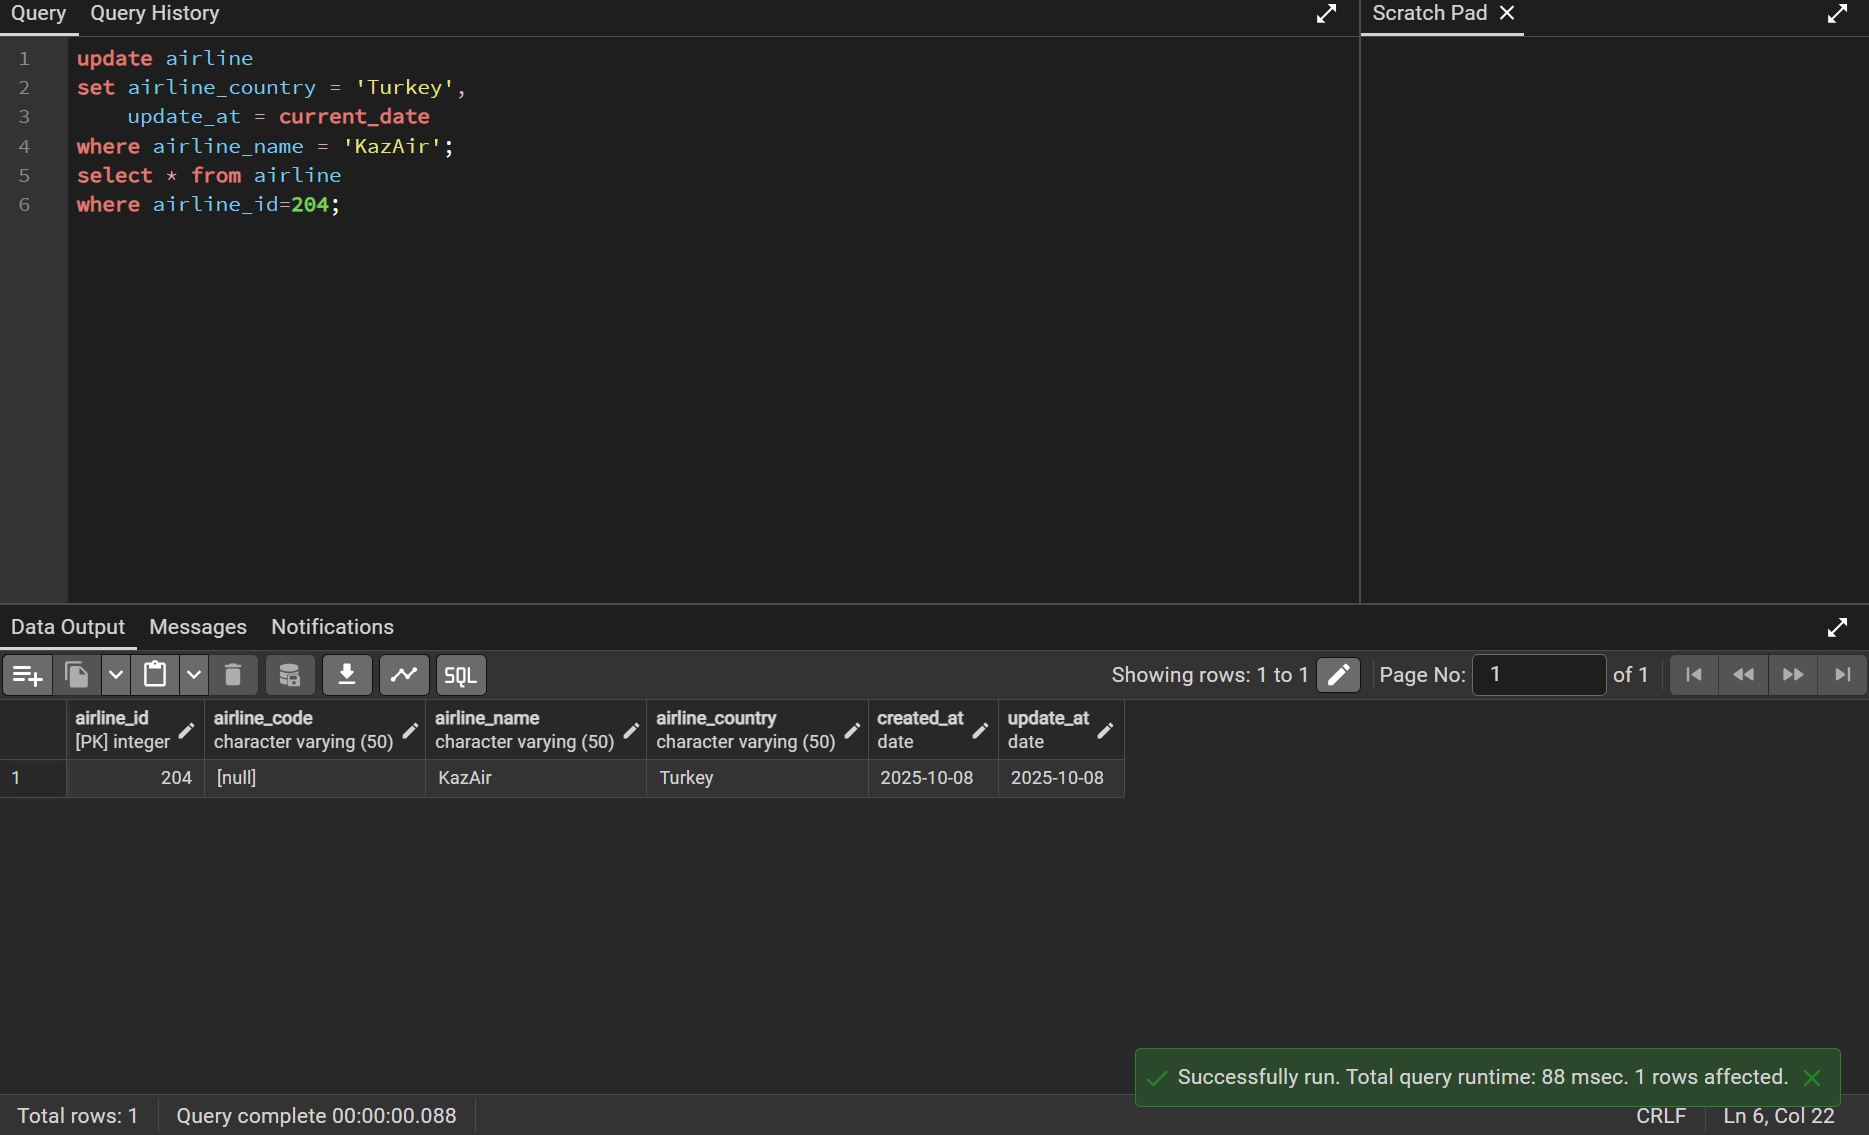 Query Query History Scratch Pad
1 update airline
2 set airline_country = 'Turkey',
3 update_at = current_date
4 where airline_name = 'KazAir';
5 select * from airline
6 where airline_id=204;
Data Output Messages Notifications
SQL Showing rows: 1 to 1 Page No: 1 of 1
airline_id airline_code airline_name airline_country created_at update_at
[PK] integer character varying (50) character varying (50) character varying (50) date date
1 204 [null] KazAir Turkey 2025-10-08 2025-10-08
Successfully run. Total query runtime: 88 msec. 1 rows affected.
Total rows: 1 Query complete 00:00:00.088 CRLF Ln 6, Col 22